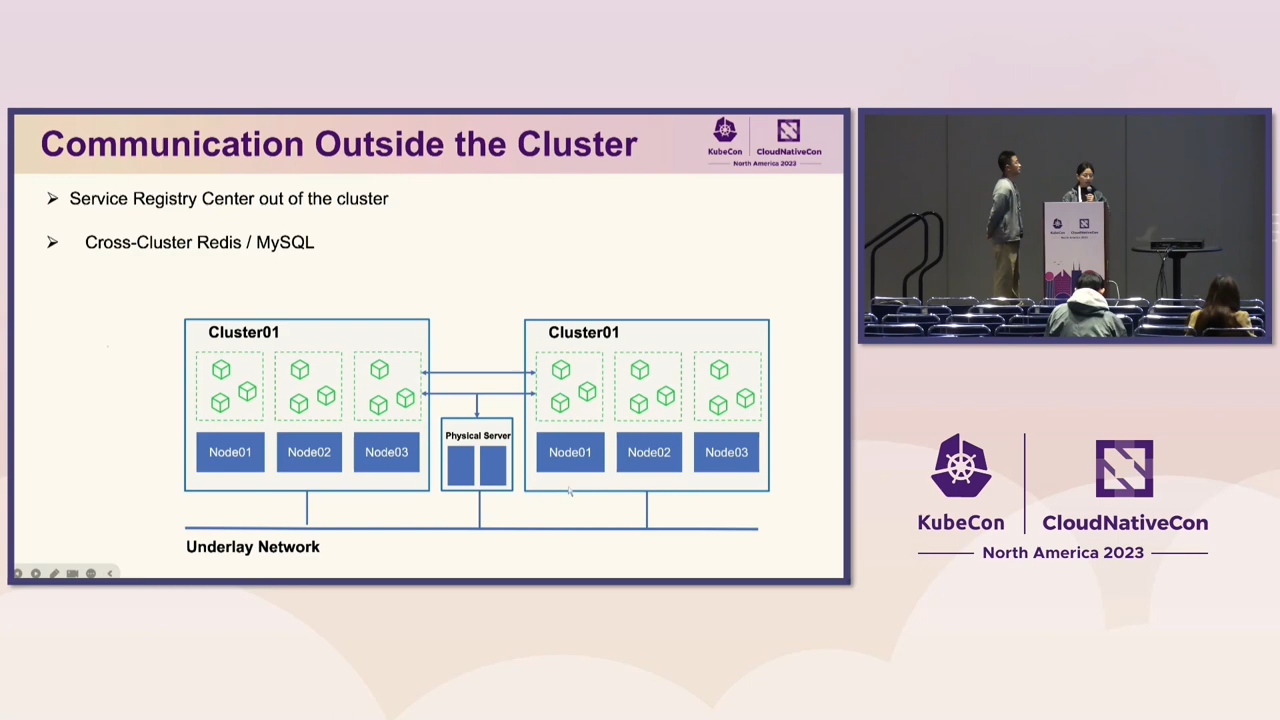 Communication Outside the Cluster
KubeCon
CloudNativeCon
North America 2023
Service Registry Center out of the cluster
Cross-Cluster Redis / MySQL
Cluster01
Cluster01
Physical Server
Node01
Node02
Node03
Node01
Node02
Node03
Underlay Network
KubeCon
CloudNativeCon
North America 2023